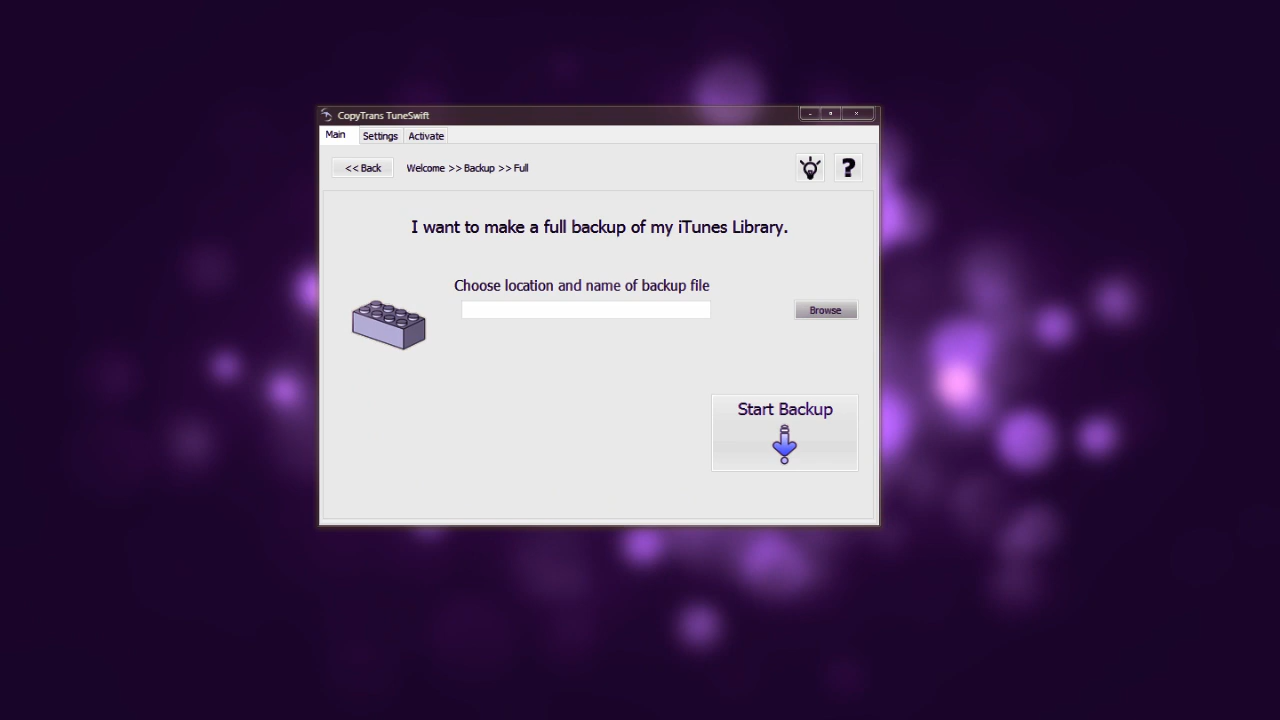 CopyTrans TuneSwift
Main Settings Activate
<< Back Welcome >> Backup >> Full ?
I want to make a full backup of my iTunes Library.
Choose location and name of backup file
Browse
Start Backup